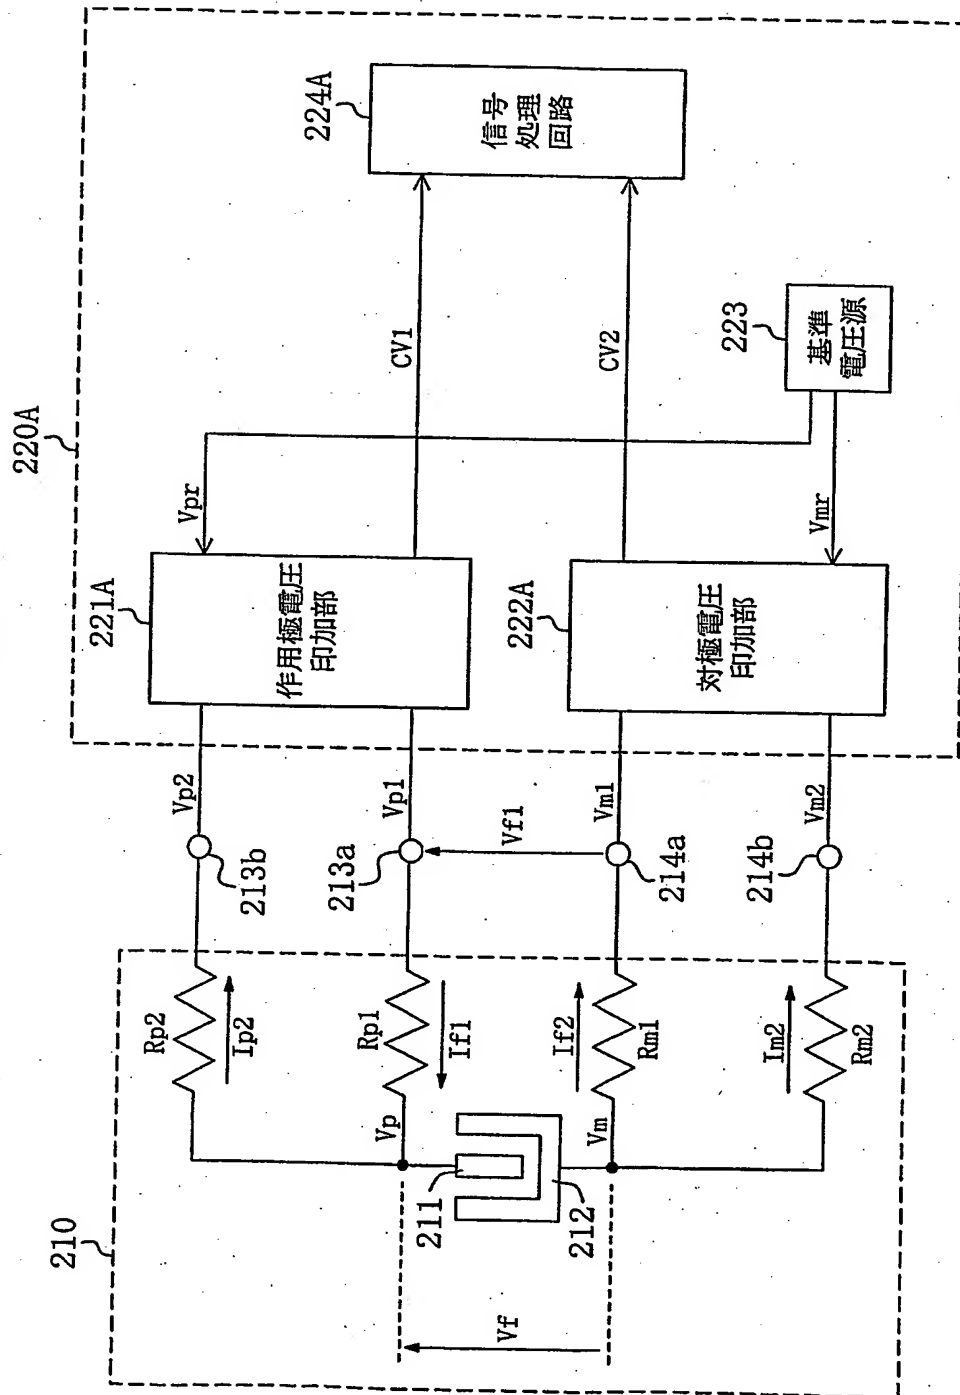 220A
224A
信号
処理
回路
CV1
CV2
223
基準
電圧源
Vpr
Vmr
221A
作用極電圧
印加部
222A
対極電圧
印加部
Vp2
Vp1
Vm1
Vm2
213b
213a
Vf1
214a
214b
210
Rp2
Ip2
Rp1
If1
If2
Rm1
Im2
Rm2
Vp
Vm
211
212
Vf